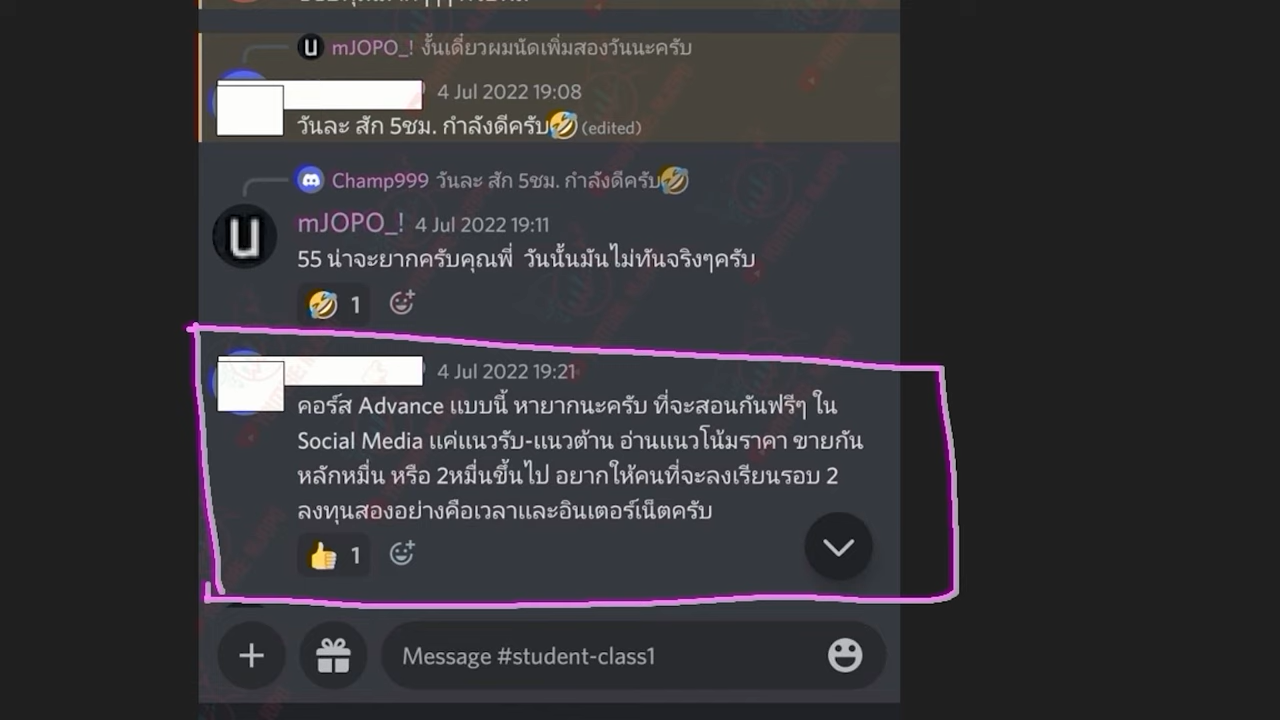 mJOPO_! งั้นเดี๋ยวผมนัดเพิ่มสองวันนะครับ
4 Jul 2022 19:08
วันละ สัก 5ชม. กำลังดีครับ🤣 (edited)
Champ999 วันละ สัก 5ชม. กำลังดีครับ🤣
mJOPO_! 4 Jul 2022 19:11
55 น่าจะยากครับคุณพี่ วันนั้นมันไม่ทันจริงๆครับ
🤣 1
4 Jul 2022 19:21
คอร์ส Advance แบบนี้ หายากนะครับ ที่จะสอนกันฟรีๆ ใน
Social Media แค่แนวรับ-แนวต้าน อ่านแนวโน้มราคา ขายกัน
หลักหมื่น หรือ 2หมื่นขึ้นไป อยากให้คนที่จะลงเรียนรอบ 2
ลงทุนสองอย่างคือเวลาและอินเตอร์เน็ตครับ
👍 1
Message #student-class1